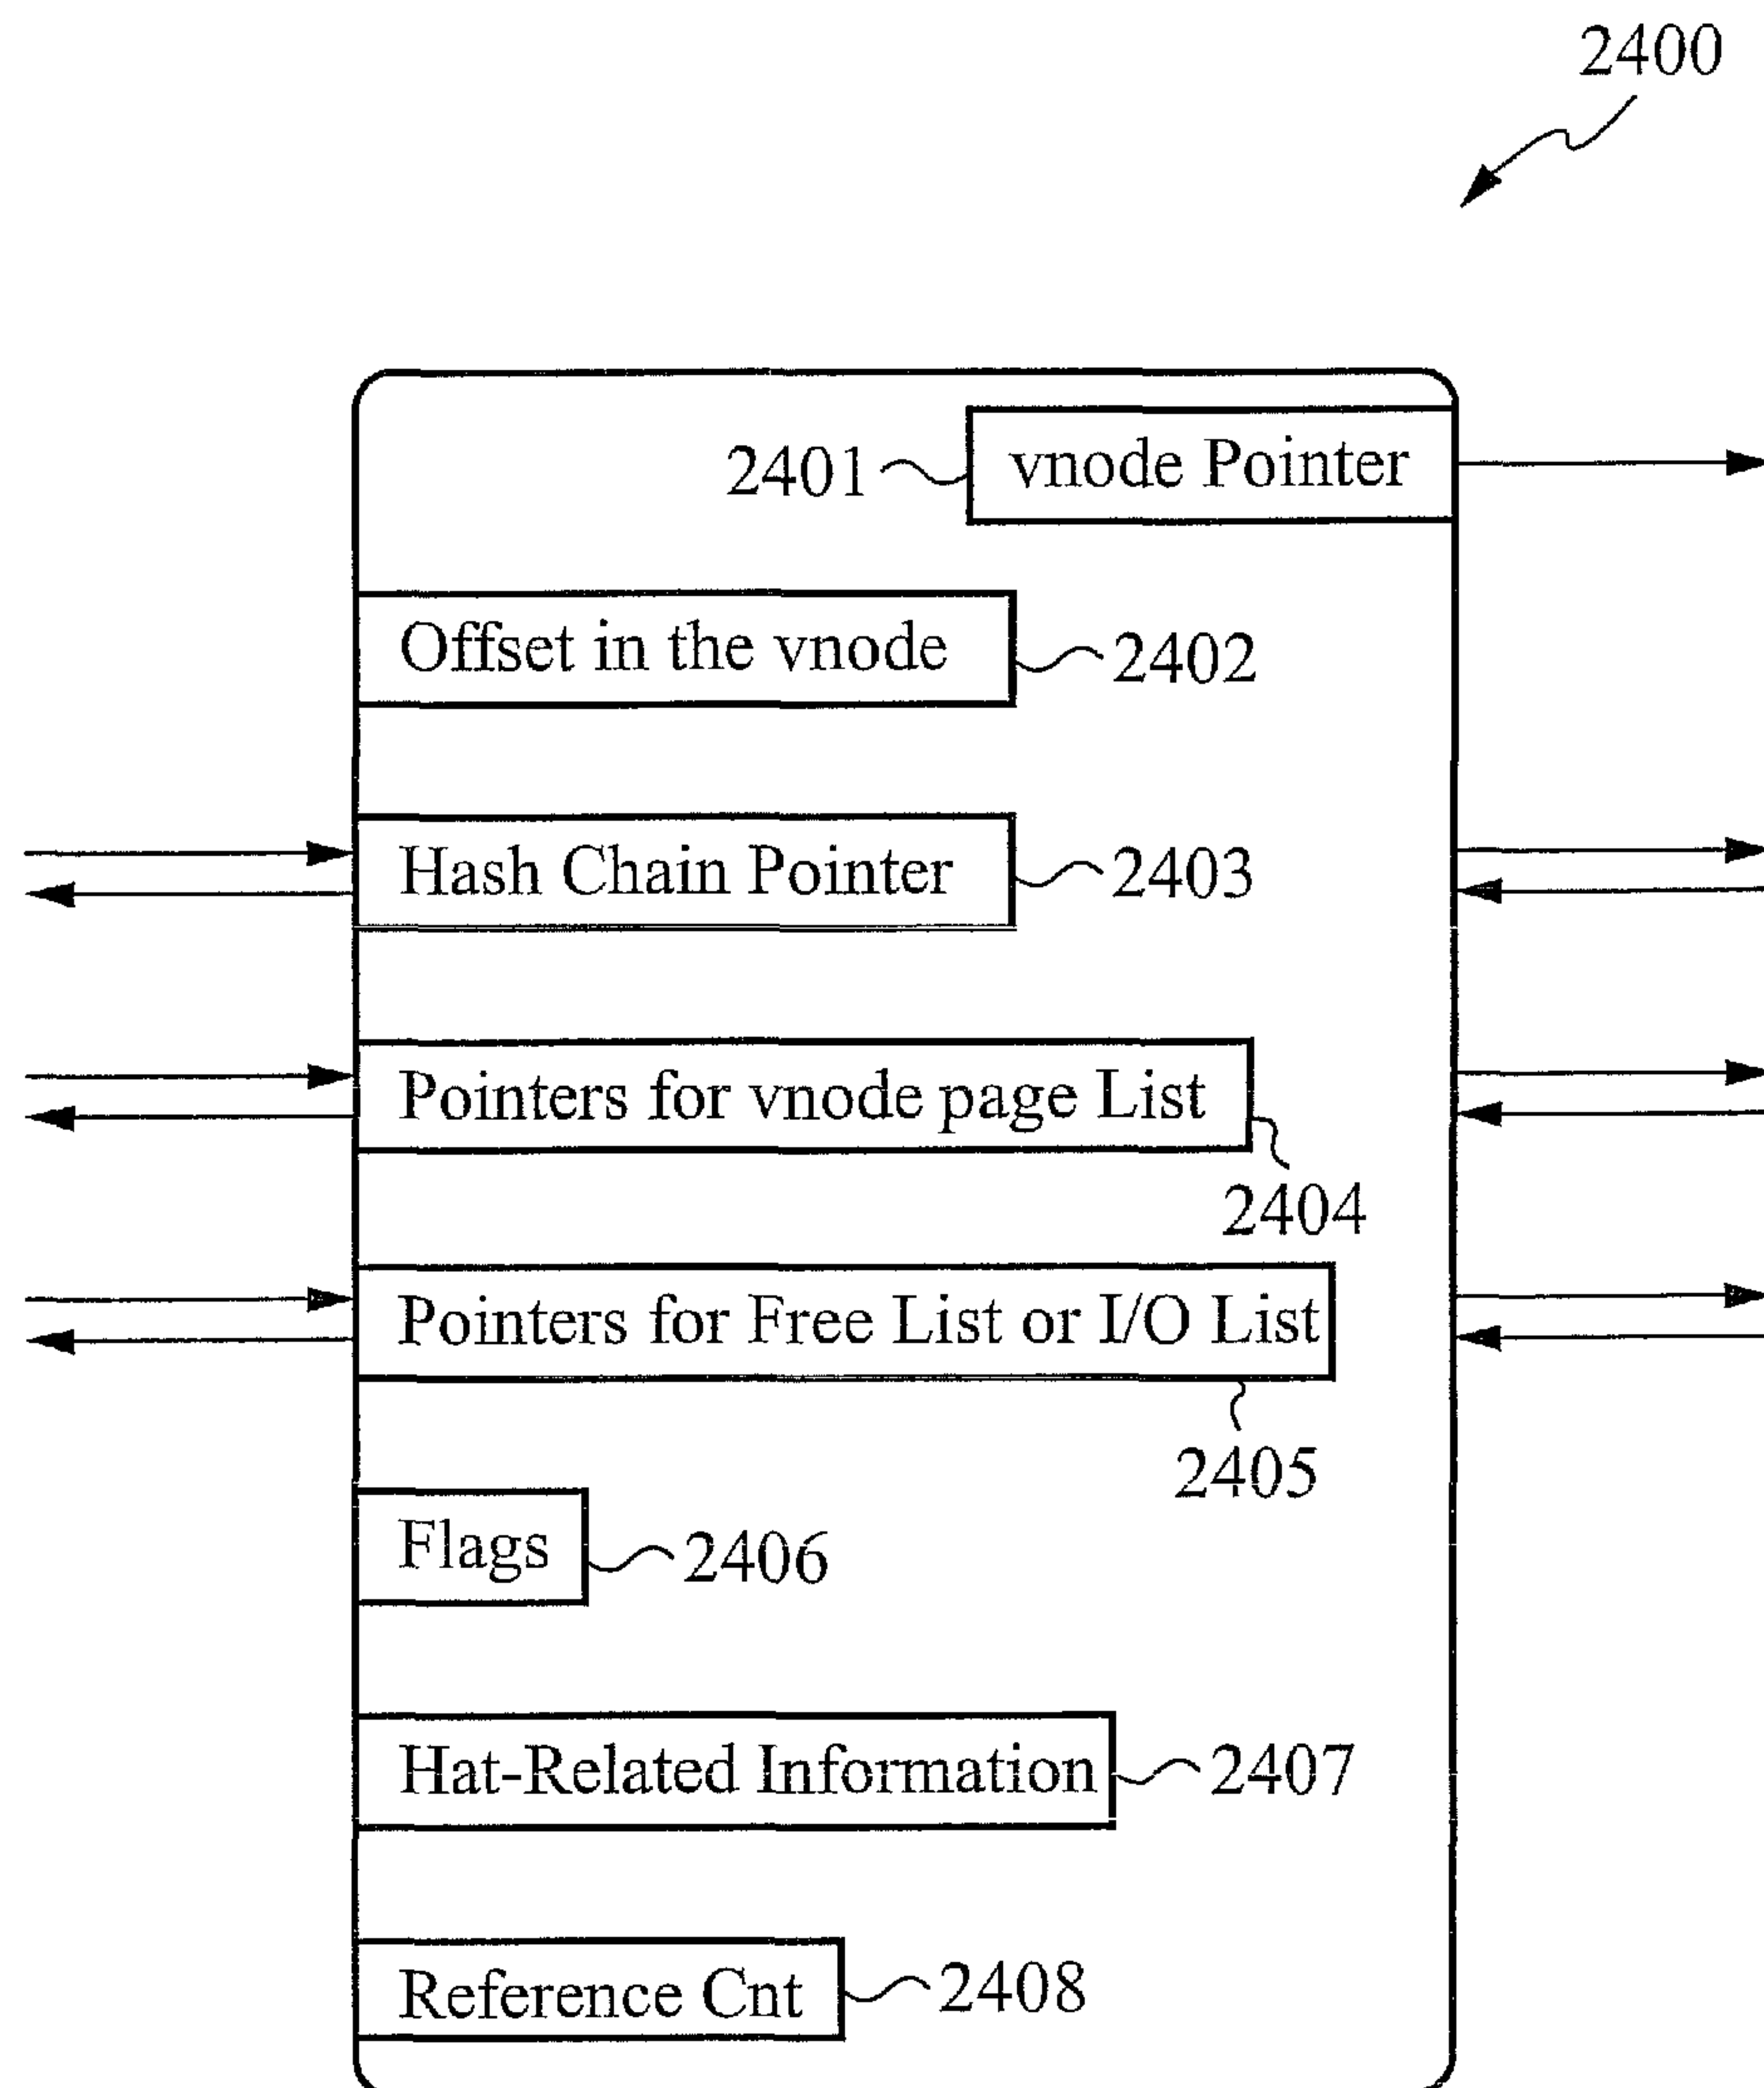 2400
2401 vnode Pointer
Offset in the vnode 2402
Hash Chain Pointer 2403
Pointers for vnode page List
2404
Pointers for Free List or I/O List
2405
Flags 2406
Hat-Related Information 2407
Reference Cnt 2408